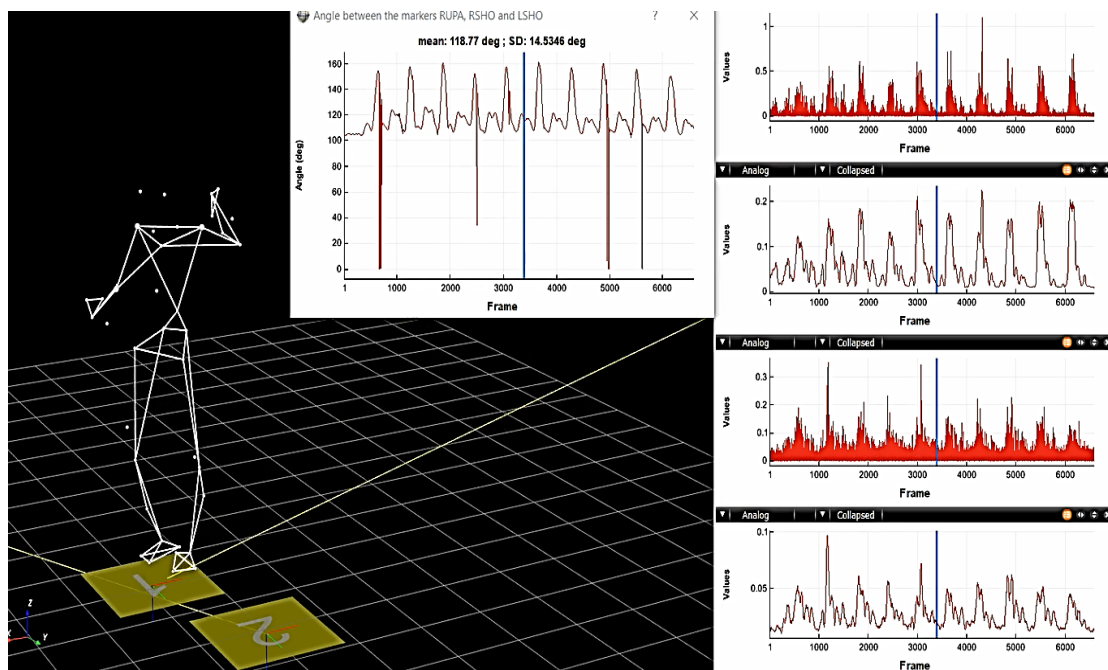 Angle between the markers RUPA, RSHO and LSHO ? ×
mean: 118.77 deg ; SD: 14.5346 deg
Angle (deg)
160
140
120
100
80
60
40
20
0
1 1000 2000 3000 4000 5000 6000
Frame
Values
1
0.5
0
1 1000 2000 3000 4000 5000 6000
Frame
Analog Collapsed
Values
0.2
0.1
0
1 1000 2000 3000 4000 5000 6000
Frame
Analog Collapsed
Values
0.3
0.2
0.1
0
1 1000 2000 3000 4000 5000 6000
Frame
Analog Collapsed
Values
0.1
0.05
1 1000 2000 3000 4000 5000 6000
Frame
1
2
Z
X
Y